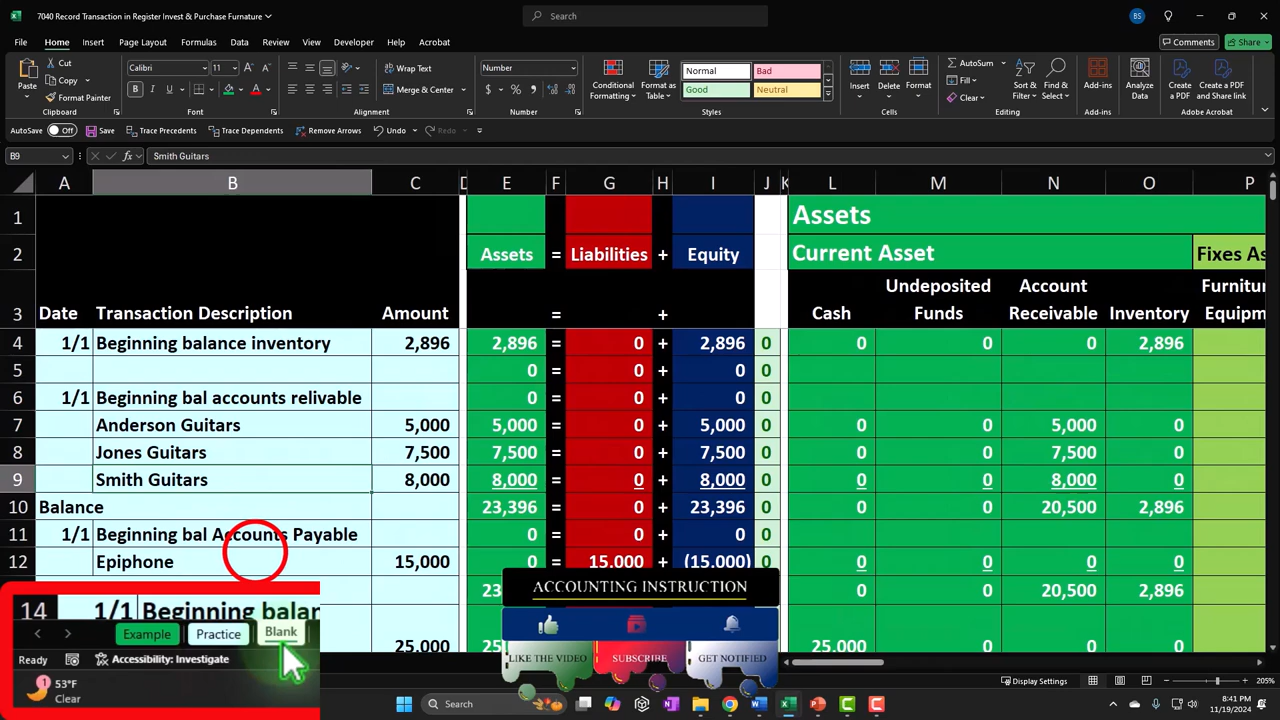 7040 Record Transaction in Register Invest & Purchase Furnature
Search
BS
File Home Insert Page Layout Formulas Data Review View Developer Help Acrobat
Comments Share
Paste Cut Copy Format Painter
Clipboard
Calibri 11
Font
Wrap Text
Merge & Center
Alignment
Number
Number
Conditional Formatting Format as Table
Normal Bad
Good Neutral
Styles
Insert Delete Format
Cells
AutoSum Fill Clear Sort & Filter Find & Select
Editing
Add-ins
Add-ins
Analyze Data
Create a PDF Create a PDF and Share link
Adobe Acrobat
AutoSave Off Save Trace Precedents Trace Dependents Remove Arrows Undo Redo
B9 fx Smith Guitars
A B C D E F G H I J K L M N O P
1 Assets
2 Assets = Liabilities + Equity Current Asset Fixes As
Undeposited Account Furnitur
3 Date Transaction Description Amount = + Cash Funds Receivable Inventory Equipm
4 1/1 Beginning balance inventory 2,896 2,896 = 0 + 2,896 0 0 0 0 2,896
5 0 = 0 + 0 0
6 1/1 Beginning bal accounts relivable 0 = 0 + 0 0
7 Anderson Guitars 5,000 5,000 = 0 + 5,000 0 0 0 5,000 0
8 Jones Guitars 7,500 7,500 = 0 + 7,500 0 0 0 7,500 0
9 Smith Guitars 8,000 8,000 = 0 + 8,000 0 0 0 8,000 0
10 Balance 23,396 = 0 + 23,396 0 0 0 20,500 2,896
11 1/1 Beginning bal Accounts Payable 0 = 0 + 0 0
12 Epiphone 15,000 0 = 15,000 + (15,000) 0 0 0 0 0
23 0 0 20,500 2,896
25,000 25 25,000 0 0 0
14 1/1 Beginning balan
Example Practice Blank
Ready Accessibility: Investigate
1 53°F
Clear
ACCOUNTING INSTRUCTION
LIKE THE VIDEO SUBSCRIBE GET NOTIFIED
Display Settings 205%
Search
8:41 PM
11/19/2024